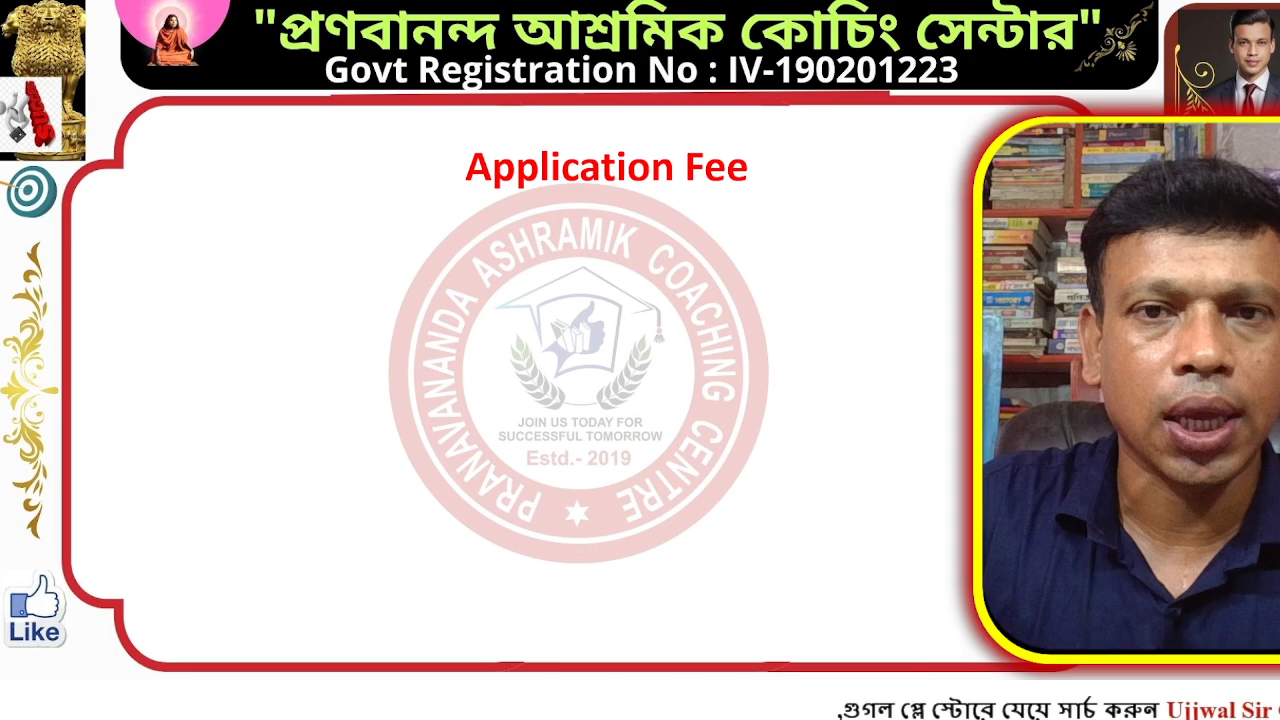 "প্রণবানন্দ আশ্রমিক কোচিং সেন্টার"
Govt Registration No : IV-190201223
Application Fee
PRANAVANANDA ASHRAMIK COACHING CENTRE
JOIN US TODAY FOR
SUCCESSFUL TOMORROW
Estd.- 2019
HISTORY
Like
,গুগল প্লে স্টোরে যেয়ে সার্চ করুন Ujjwal Sir